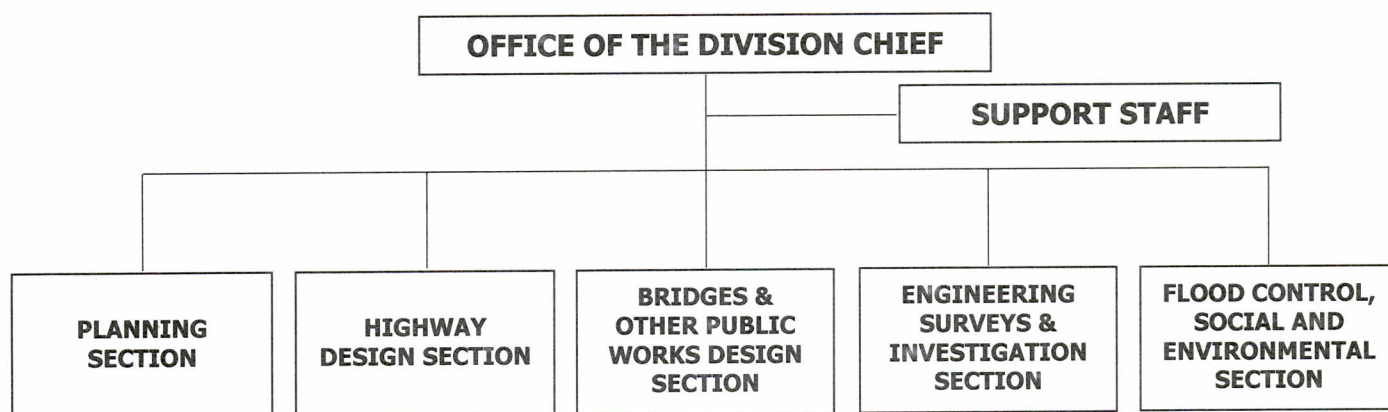 OFFICE OF THE DIVISION CHIEF
SUPPORT STAFF
PLANNING
SECTION
HIGHWAY
DESIGN SECTION
BRIDGES &
OTHER PUBLIC
WORKS DESIGN
SECTION
ENGINEERING
SURVEYS &
INVESTIGATION
SECTION
FLOOD CONTROL,
SOCIAL AND
ENVIRONMENTAL
SECTION